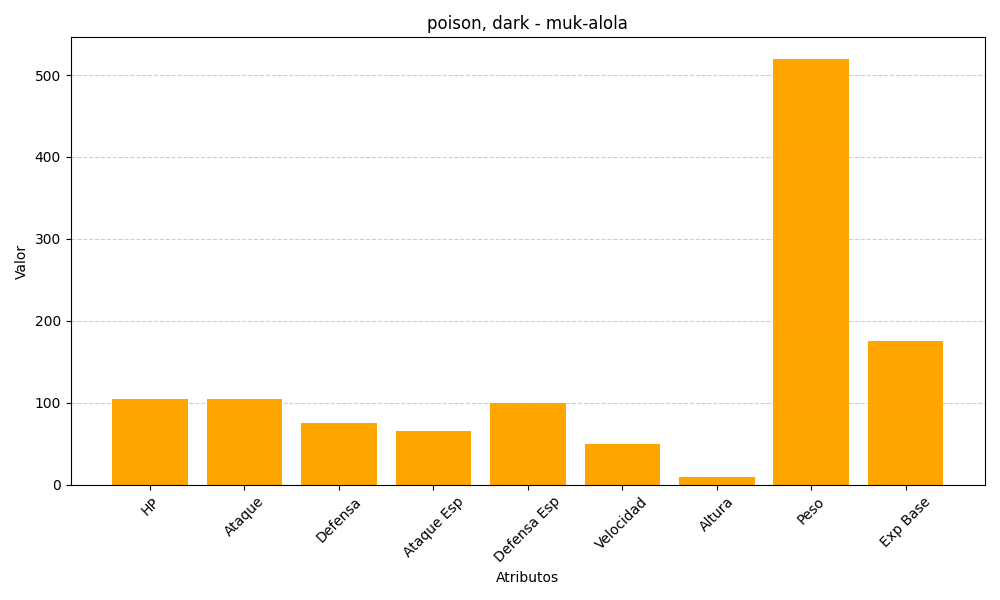 poison, dark - muk-alola
Valor
500
400
300
200
100
0
HP
Ataque
Defensa
Ataque Esp
Defensa Esp
Velocidad
Altura
Peso
Exp Base
Atributos